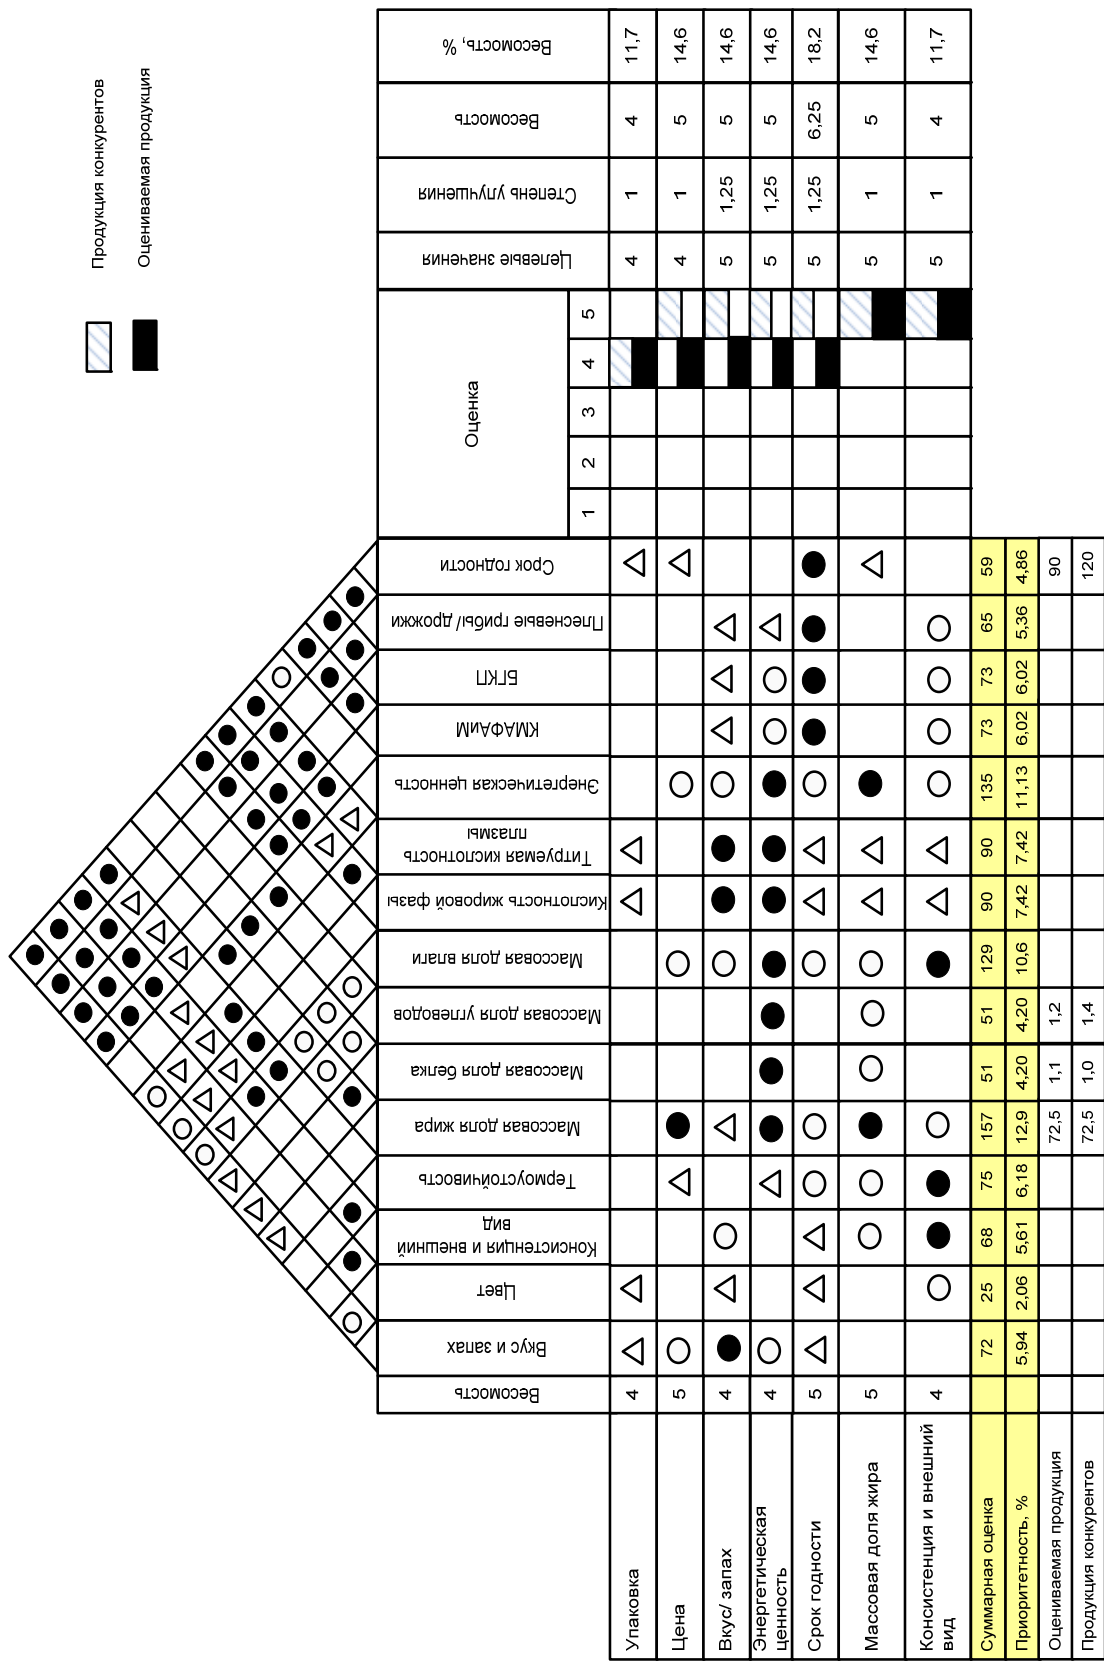 Продукция конкурентов
Оцениваемая продукция
Весомость
Вкус и запах
Цвет
Консистенция и внешний
вид
Термоустойчивость
Массовая доля жира
Массовая доля белка
Массовая доля углеводов
Массовая доля влаги
Кислотность жировой фазы
Титруемая кислотность
плазмы
Энергетическая ценность
КМАФАиМ
БГКП
Плесневые грибы/ дрожжи
Срок годности
Оценка
1 2 3 4 5
Целевые значения
Степень улучшения
Весомость
Весомость, %
Упаковка 4 4 1 4 11,7
Цена 5 4 1 5 14,6
Вкус/ запах 4 5 1,25 5 14,6
Энергетическая
ценность 4 5 1,25 5 14,6
Срок годности 5 5 1,25 6,25 18,2
Массовая доля жира 5 5 1 5 14,6
Консистенция и внешний
вид 4 5 1 4 11,7
Суммарная оценка 72 25 68 75 157 51 51 129 90 90 135 73 73 65 59
Приоритетность, % 5,94 2,06 5,61 6,18 12,9 4,20 4,20 10,6 7,42 7,42 11,13 6,02 6,02 5,36 4,86
Оцениваемая продукция 72,5 1,1 1,2 90
Продукция конкурентов 72,5 1,0 1,4 120